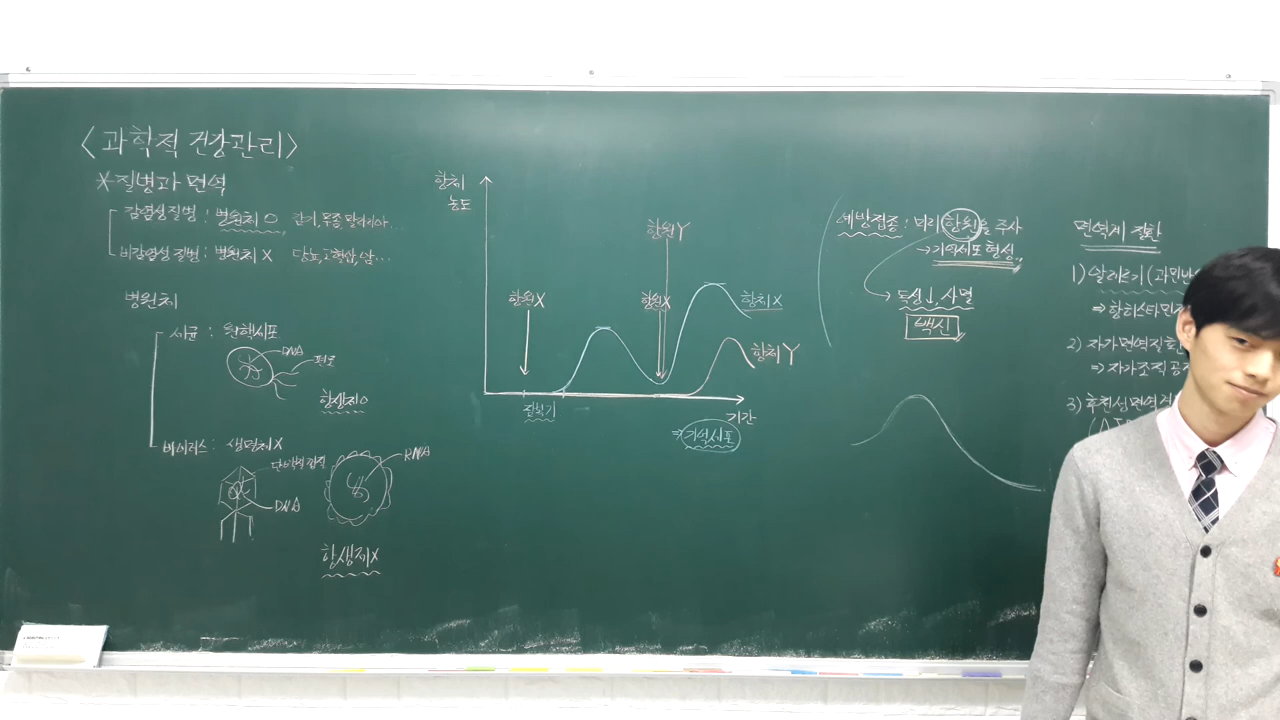 <과학적 건강관리>
*질병과 면역
감염성 질병 : 병원체 O 감기, 무좀, 말라리아...
비감염성 질병 : 병원체 X 당뇨, 고혈압, 암...
병원체
세균 : 원핵세포
DNA
편모
항생제 O
바이러스 : 생명체 X
단백질 껍질
DNA
RNA
항생제 X
항체
농도
항원 X
항원 Y
항원 X
항체 X
항체 Y
잠복기
기간
⇒ 기억세포
예방접종 : 미리 항원을 주사
→ 기억세포 형성
독성↓, 사멸
백신
면역계 질환
1) 알레르기 (과민
⇒ 항히스타민
2) 자가면역질환
⇒ 자가조직 공
3) 후천성면역